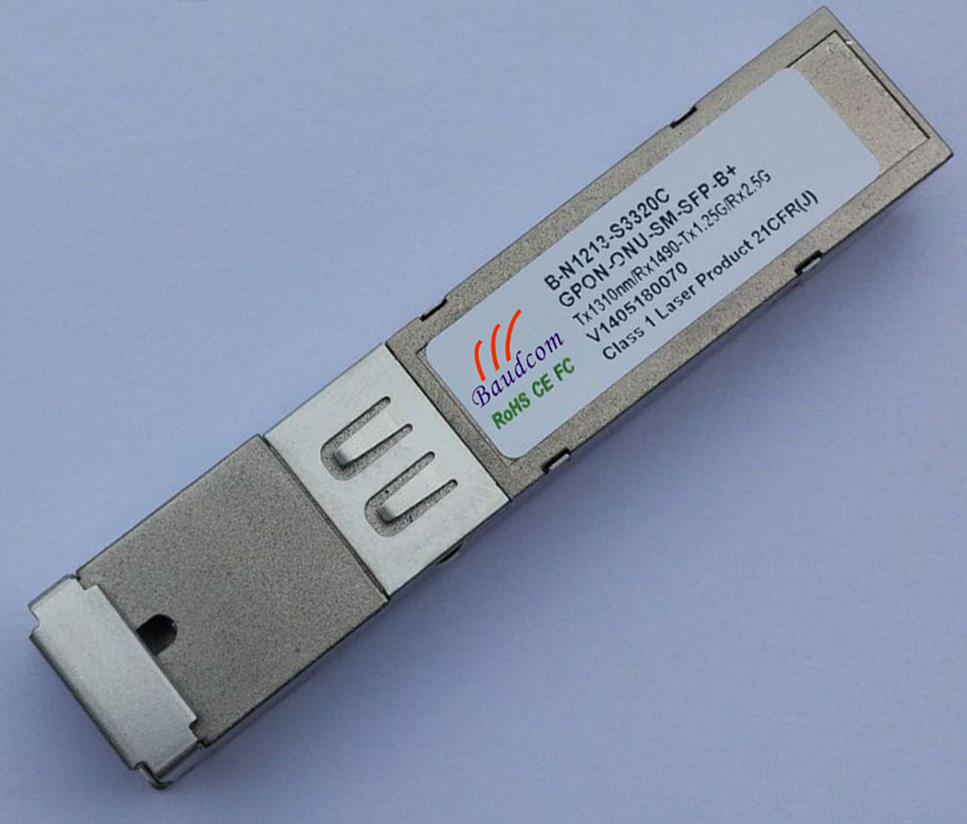 B-N1213-S3320C
GPON-ONU-SM-SFP-B+
Tx1310nm/Rx1490-Tx1.25G/Rx2.5G
V1405180070
Class 1 Laser Product 21CFR(J)
Baudcom
RoHS CE FC